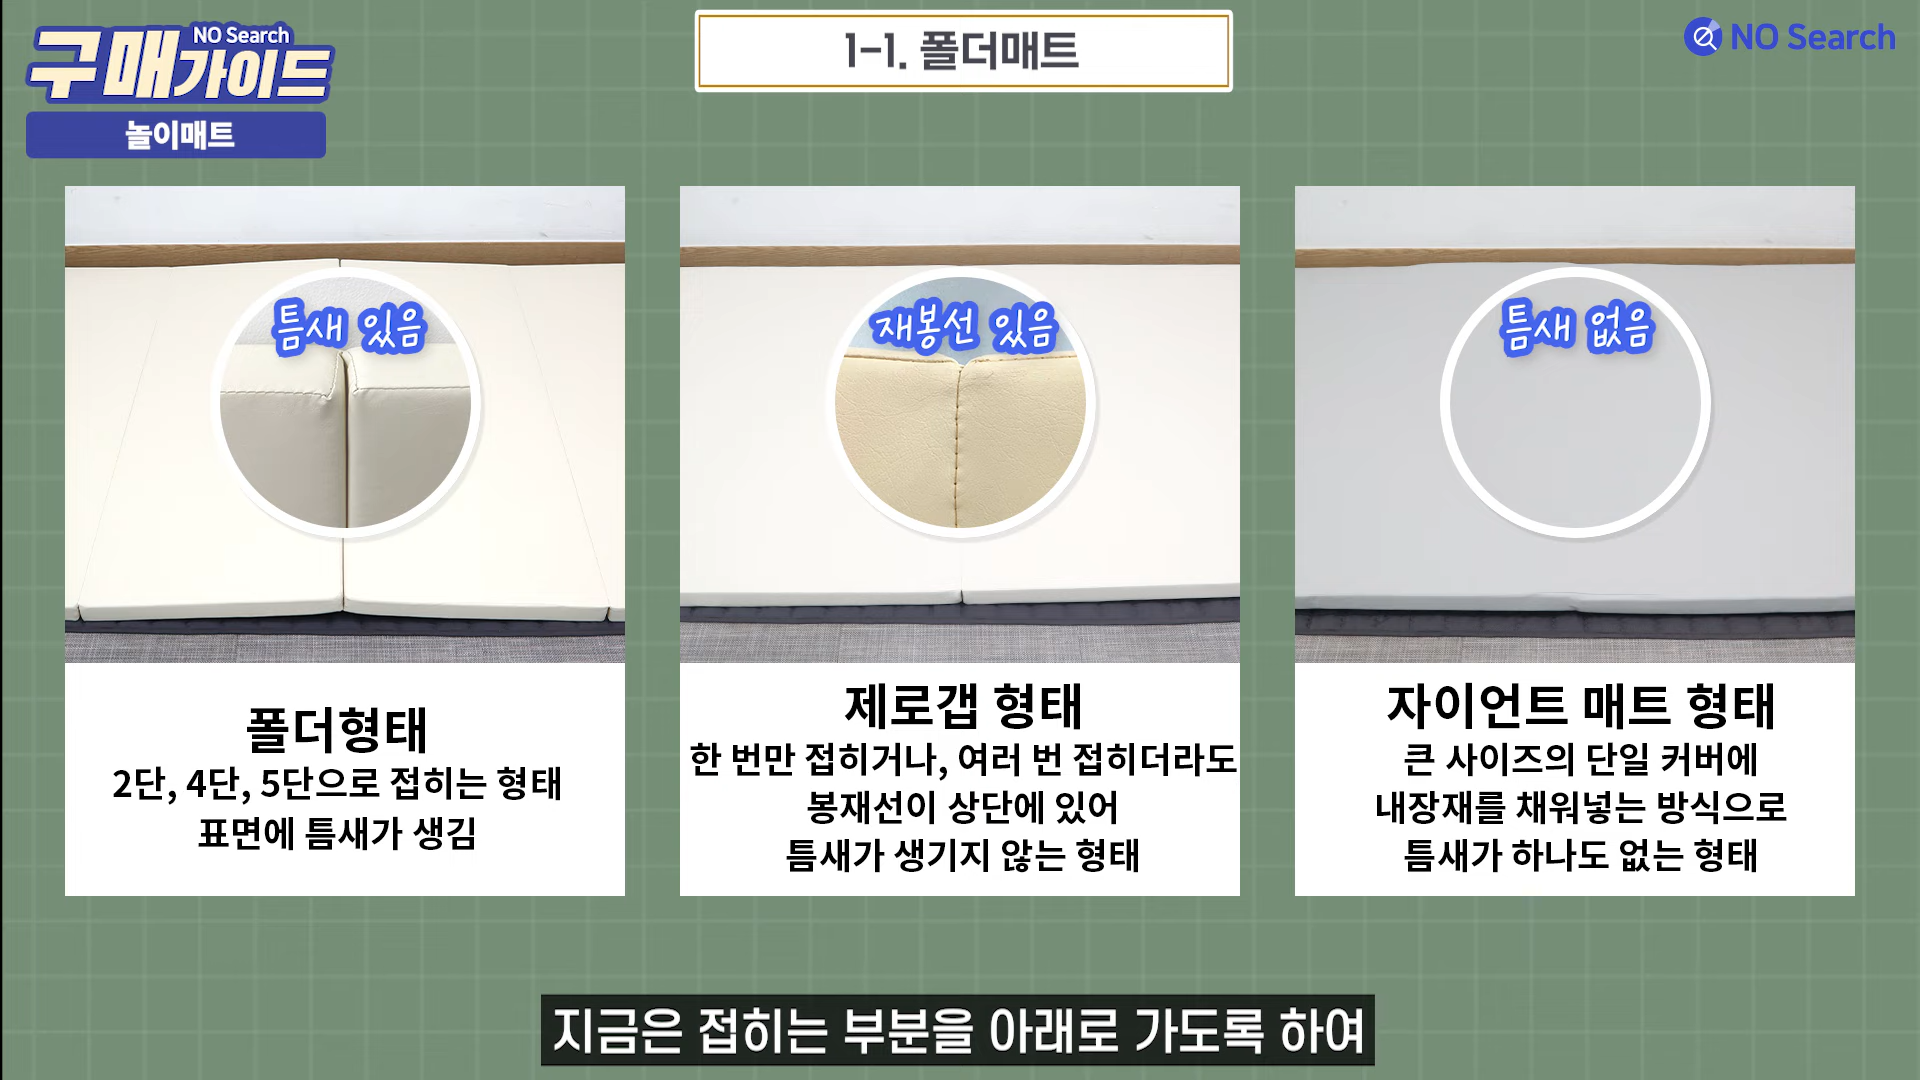 NO Search
구매가이드
놀이매트
1-1. 폴더매트
NO Search
틈새 있음
폴더형태
2단, 4단, 5단으로 접히는 형태
표면에 틈새가 생김
재봉선 있음
제로갭 형태
한 번만 접히거나, 여러 번 접히더라도
봉재선이 상단에 있어
틈새가 생기지 않는 형태
틈새 없음
자이언트 매트 형태
큰 사이즈의 단일 커버에
내장재를 채워넣는 방식으로
틈새가 하나도 없는 형태
지금은 접히는 부분을 아래로 가도록 하여